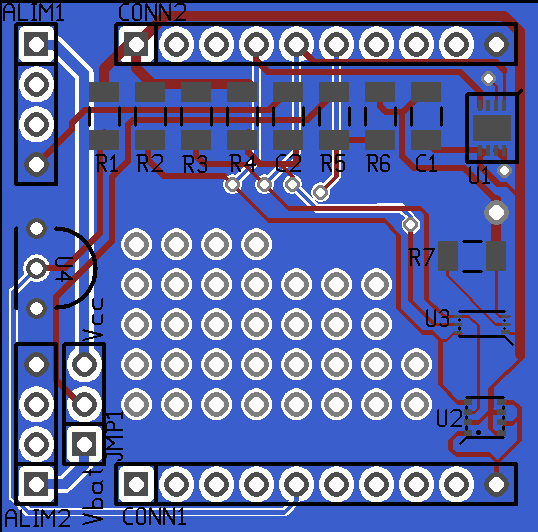 ALIM1
CONN2
R1 R2 R3 R4 C2 R5 R6 C1
U1
U4
R7
Vcc
U3
JMP1
U2
Vbat
ALIM2
CONN1